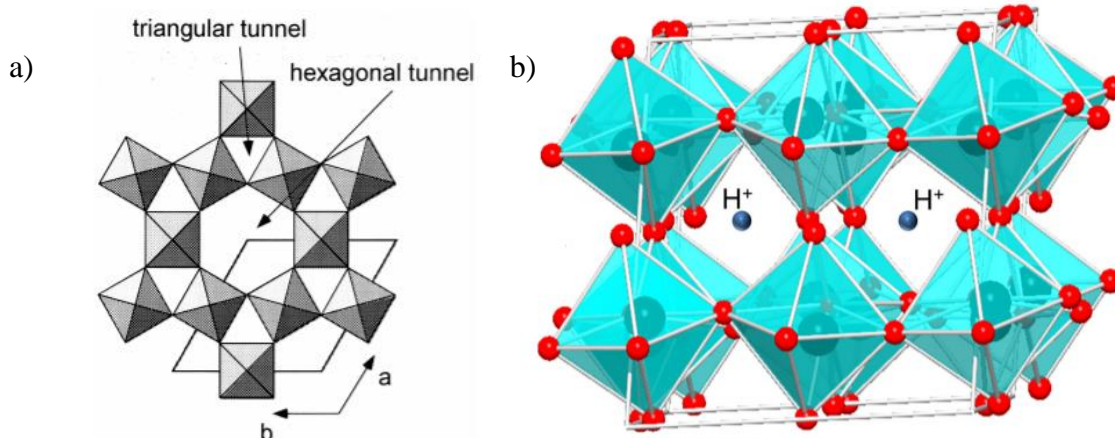 a)
triangular tunnel
hexagonal tunnel
a
b
b)
H⁺
H⁺